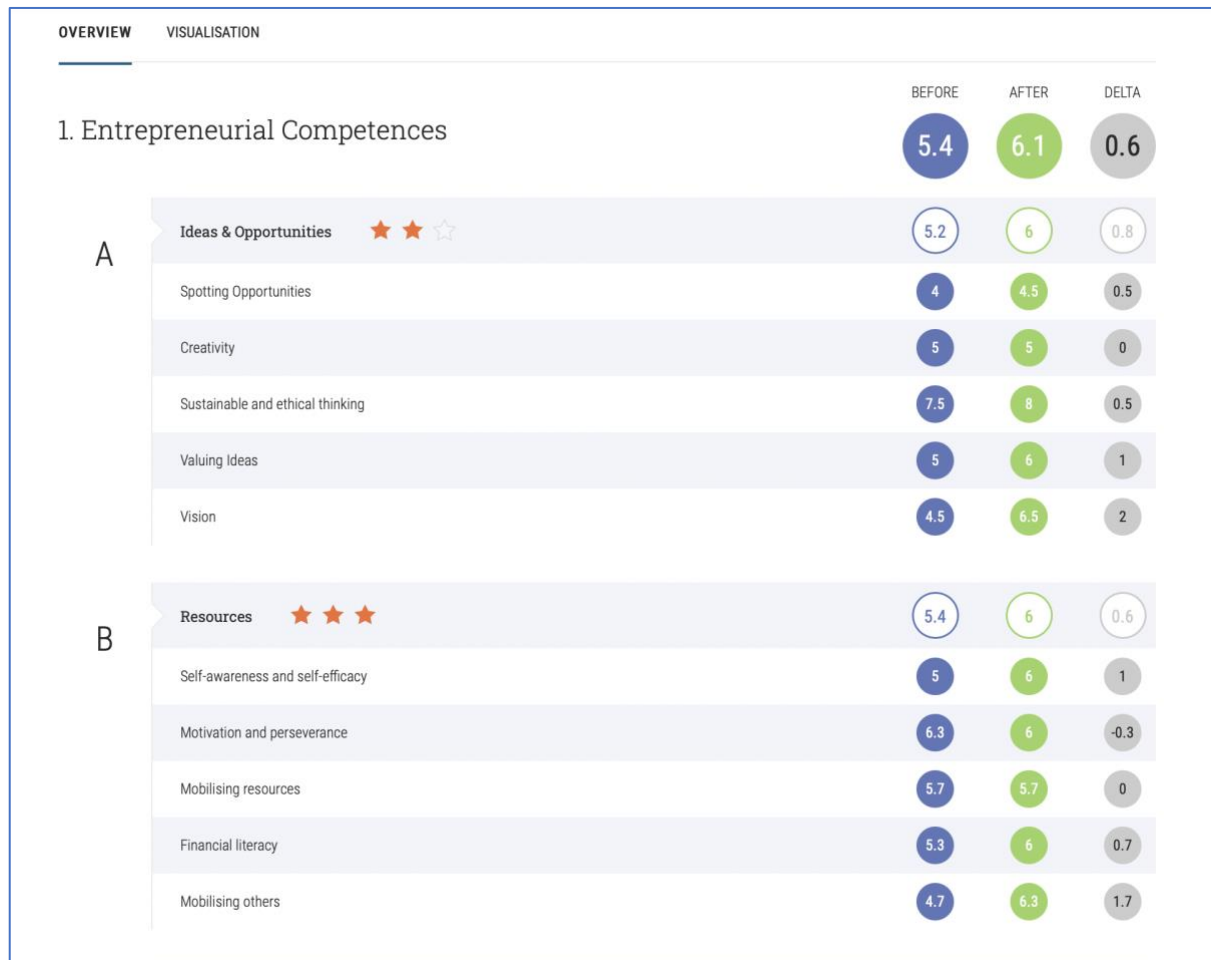 OVERVIEW VISUALISATION
BEFORE AFTER DELTA
1. Entrepreneurial Competences 5.4 6.1 0.6
A
Ideas & Opportunities 5.2 6 0.8
Spotting Opportunities 4 4.5 0.5
Creativity 5 5 0
Sustainable and ethical thinking 7.5 8 0.5
Valuing Ideas 5 6 1
Vision 4.5 6.5 2
B
Resources 5.4 6 0.6
Self-awareness and self-efficacy 5 6 1
Motivation and perseverance 6.3 6 -0.3
Mobilising resources 5.7 5.7 0
Financial literacy 5.3 6 0.7
Mobilising others 4.7 6.3 1.7